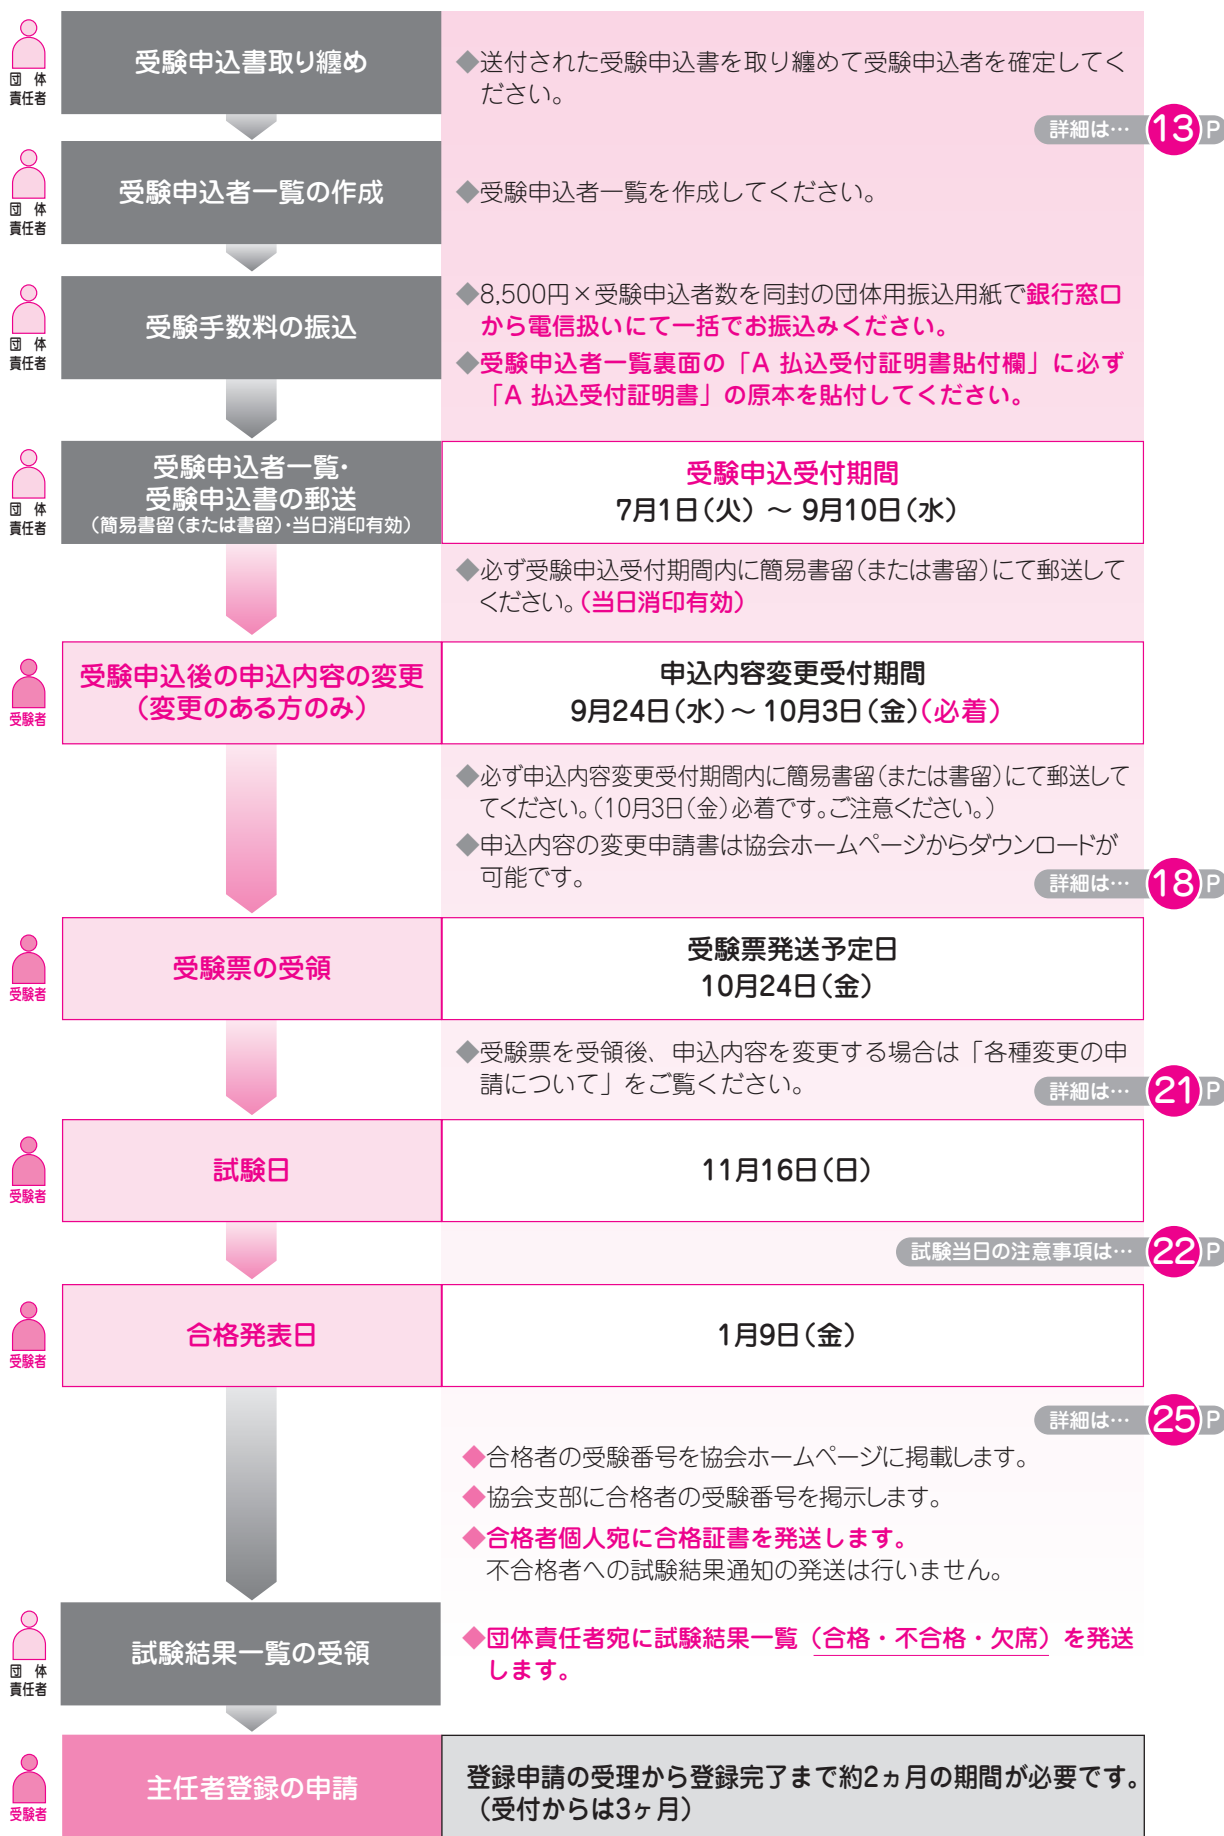 団体
責任者
受験申込書取り纏め
◆送付された受験申込書を取り纏めて受験申込者を確定してく
ださい。
詳細は… 13 P
団体
責任者
受験申込者一覧の作成
◆受験申込者一覧を作成してください。
団体
責任者
受験手数料の振込
◆8,500円×受験申込者数を同封の団体用振込用紙で銀行窓口
から電信扱いにて一括でお振込みください。
◆受験申込者一覧裏面の「A 払込受付証明書貼付欄」に必ず
「A 払込受付証明書」の原本を貼付してください。
団体
責任者
受験申込者一覧・
受験申込書の郵送
(簡易書留(または書留)・当日消印有効)
受験申込受付期間
7月1日(火) ～ 9月10日(水)
◆必ず受験申込受付期間内に簡易書留(または書留)にて郵送して
ください。(当日消印有効)
受験者
受験申込後の申込内容の変更
(変更のある方のみ)
申込内容変更受付期間
9月24日(水)～10月3日(金)(必着)
◆必ず申込内容変更受付期間内に簡易書留(または書留)にて郵送して
てください。(10月3日(金)必着です。ご注意ください。)
◆申込内容の変更申請書は協会ホームページからダウンロードが
可能です。
詳細は… 18 P
受験者
受験票の受領
受験票発送予定日
10月24日(金)
◆受験票を受領後、申込内容を変更する場合は「各種変更の申
請について」をご覧ください。
詳細は… 21 P
受験者
試験日
11月16日(日)
試験当日の注意事項は… 22 P
受験者
合格発表日
1月9日(金)
詳細は… 25 P
◆合格者の受験番号を協会ホームページに掲載します。
◆協会支部に合格者の受験番号を掲示します。
◆合格者個人宛に合格証書を発送します。
不合格者への試験結果通知の発送は行いません。
団体
責任者
試験結果一覧の受領
◆団体責任者宛に試験結果一覧(合格・不合格・欠席)を発送
します。
受験者
主任者登録の申請
登録申請の受理から登録完了まで約2ヵ月の期間が必要です。
(受付からは3ヶ月)